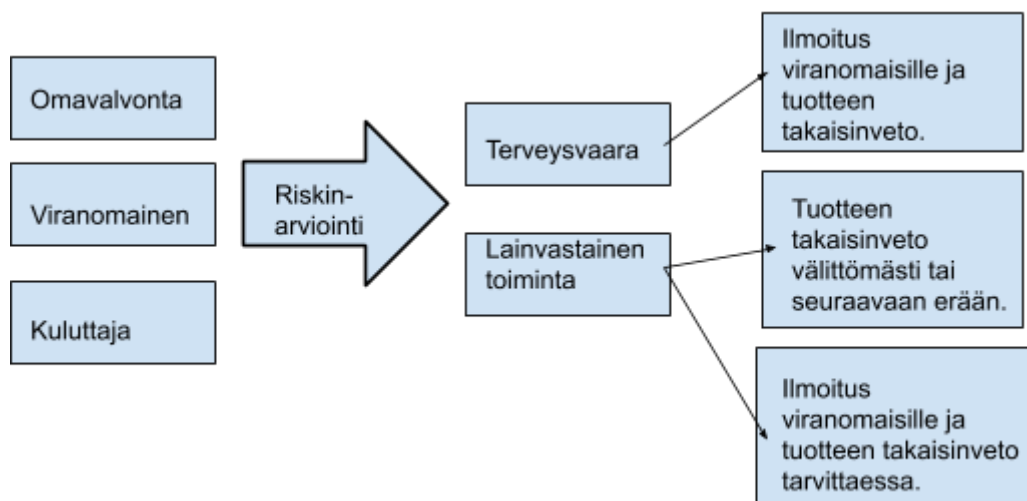 Omavalvonta
Viranomainen
Kuluttaja
Riskin-
arviointi
Terveysvaara
Lainvastainen
toiminta
Ilmoitus
viranomaisille ja
tuotteen
takaisinveto.
Tuotteen
takaisinveto
välittömästi tai
seuraavaan erään.
Ilmoitus
viranomaisille ja
tuotteen takaisinveto
tarvittaessa.